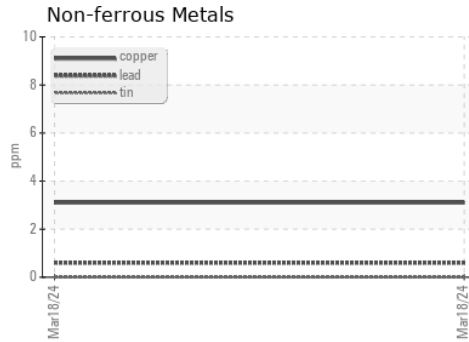 Non-ferrous Metals
10
8
6
4
2
0
ppm
copper
lead
tin
Mar18/24
Mar18/24